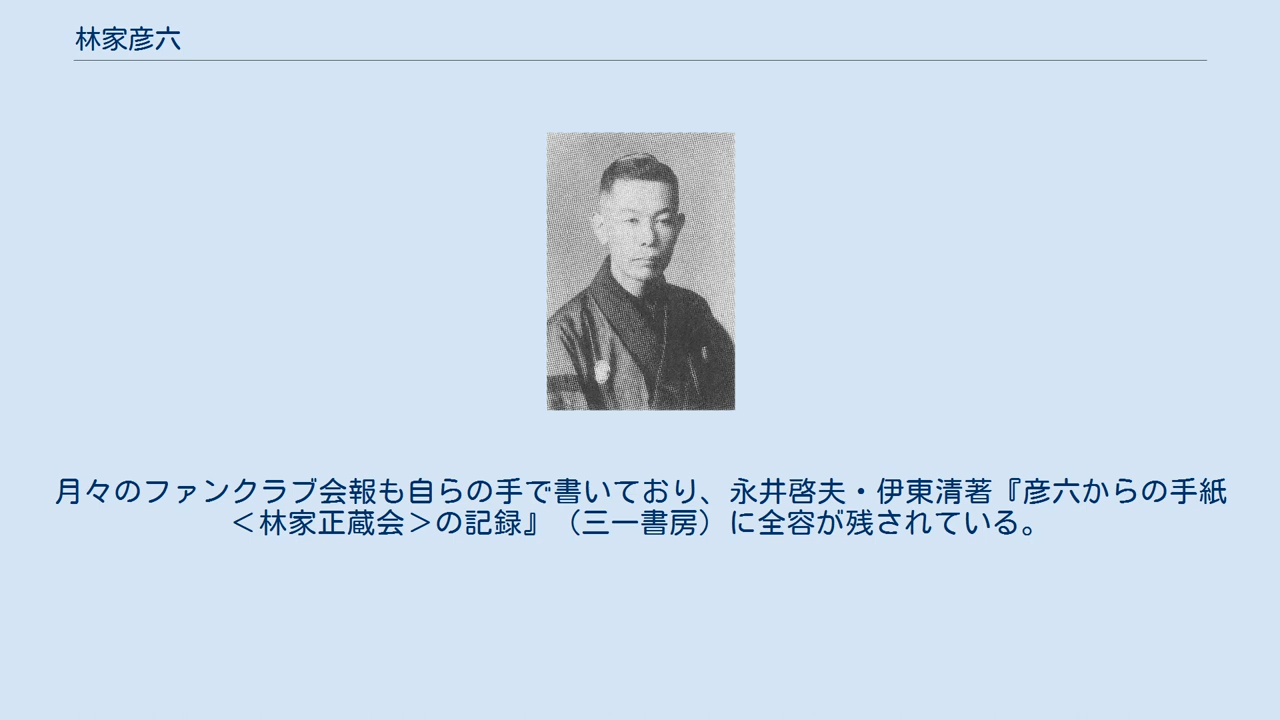 林家彦六
月々のファンクラブ会報も自らの手で書いており、永井啓夫・伊東清著『彦六からの手紙
＜林家正蔵会＞の記録』（三一書房）に全容が残されている。